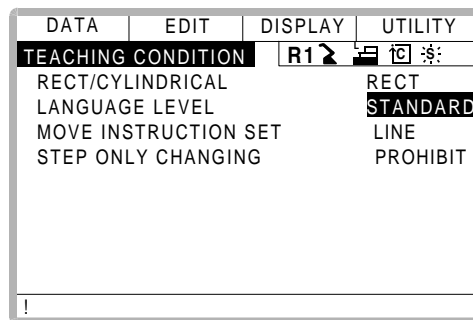 DATA EDIT DISPLAY UTILITY
TEACHING CONDITION R1 C S
RECT/CYLINDRICAL RECT
LANGUAGE LEVEL STANDARD
MOVE INSTRUCTION SET LINE
STEP ONLY CHANGING PROHIBIT
!